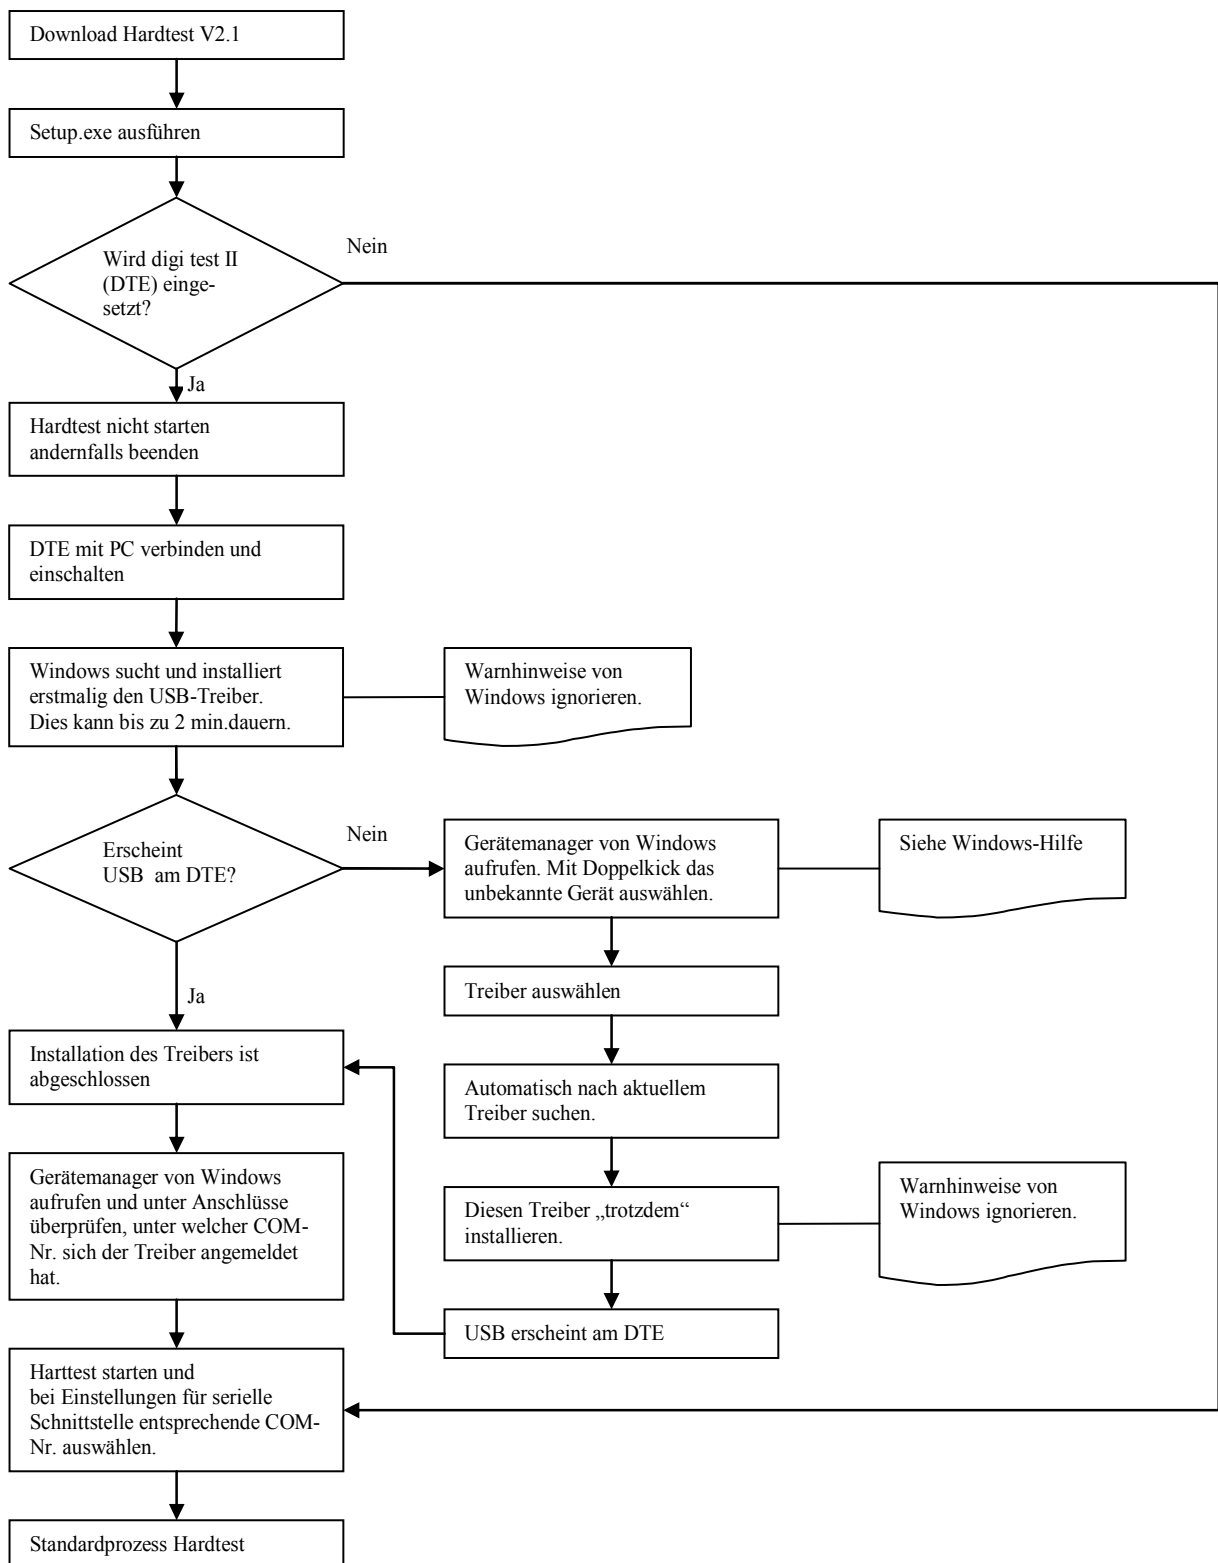 Download Hardtest V2.1
Setup.exe ausführen
Wird digi test II
(DTE) einge-
setzt?
Nein
Ja
Hardtest nicht starten
andernfalls beenden
DTE mit PC verbinden und
einschalten
Windows sucht und installiert
erstmalig den USB-Treiber.
Dies kann bis zu 2 min.dauern.
Warnhinweise von
Windows ignorieren.
Erscheint
USB am DTE?
Nein
Gerätemanager von Windows
aufrufen. Mit Doppelkick das
unbekannte Gerät auswählen.
Siehe Windows-Hilfe
Treiber auswählen
Ja
Installation des Treibers ist
abgeschlossen
Automatisch nach aktuellem
Treiber suchen.
Gerätemanager von Windows
aufrufen und unter Anschlüsse
überprüfen, unter welcher COM-
Nr. sich der Treiber angemeldet
hat.
Diesen Treiber „trotzdem“
installieren.
Warnhinweise von
Windows ignorieren.
USB erscheint am DTE
Harttest starten und
bei Einstellungen für serielle
Schnittstelle entsprechende COM-
Nr. auswählen.
Standardprozess Hardtest